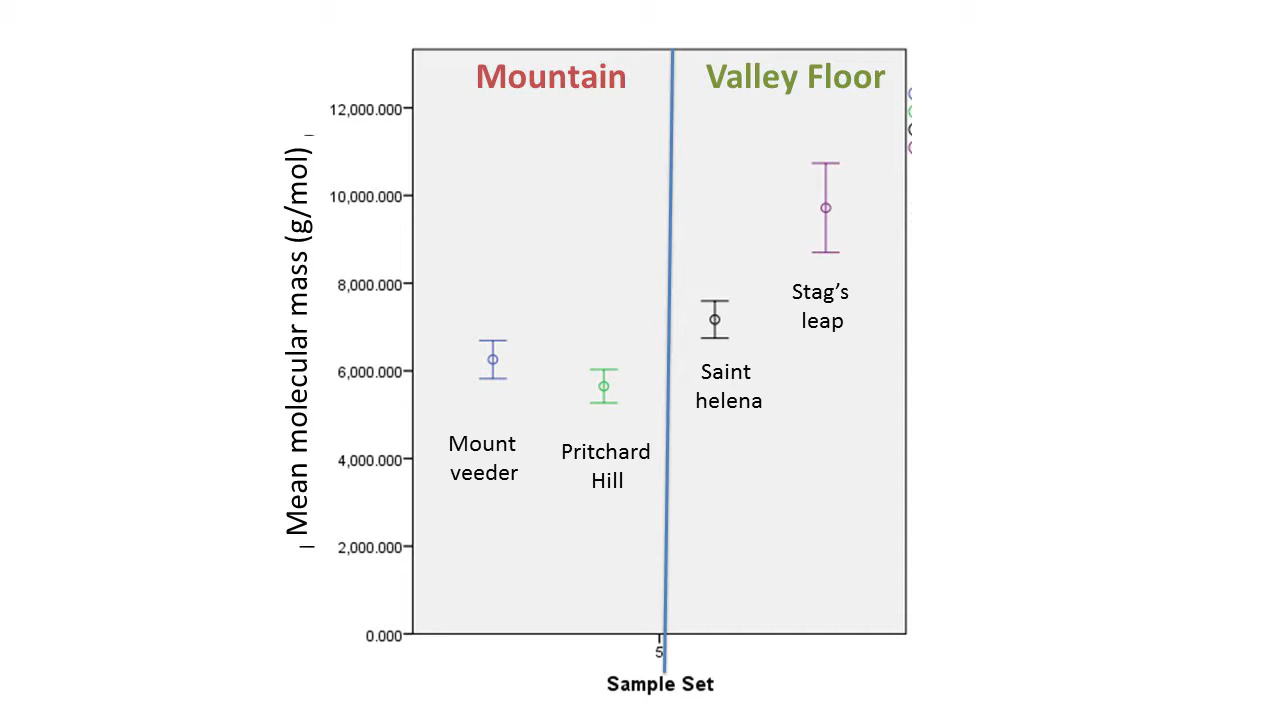 Mountain
Valley Floor
Mean molecular mass (g/mol)
12,000.000
10,000.000
8,000.000
6,000.000
4,000.000
2,000.000
0.000
Stag’s
leap
Saint
helena
Mount
veeder
Pritchard
Hill
5
Sample Set